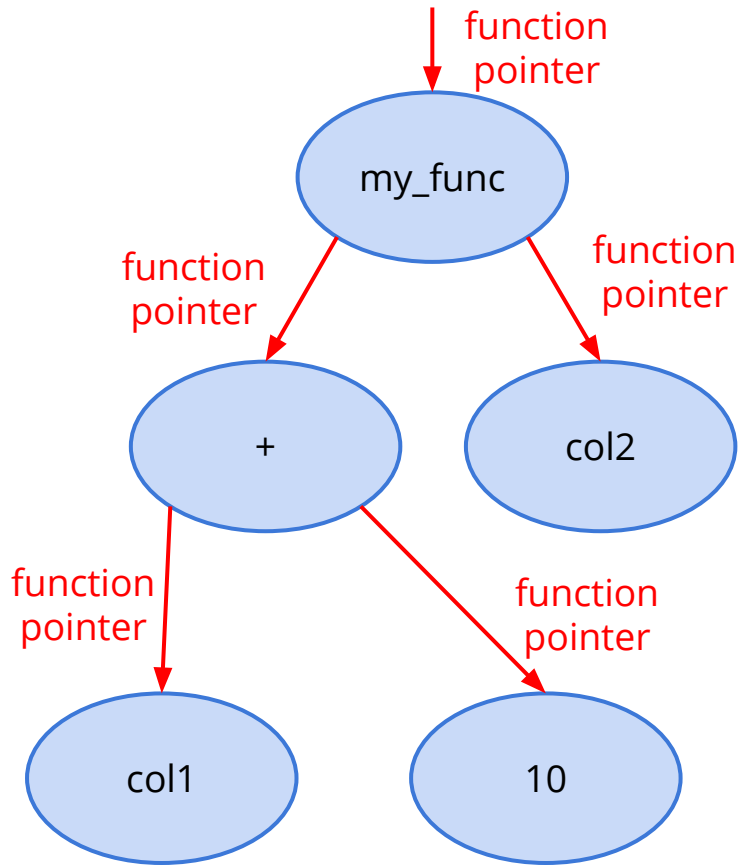 function
pointer
my_func
function
pointer
function
pointer
+
col2
function
pointer
function
pointer
col1
10